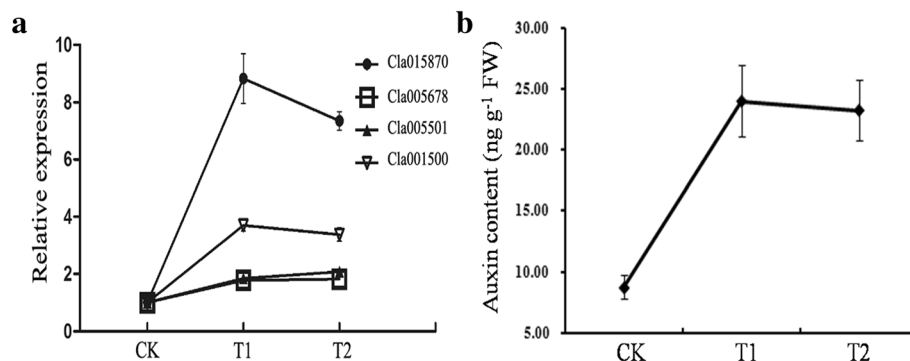 a
Relative expression
10
8
6
4
2
0
CK
T1
T2
Cla015870
Cla005678
Cla005501
Cla001500
b
Auxin content (ng g⁻¹ FW)
30.00
25.00
20.00
15.00
10.00
5.00
CK
T1
T2